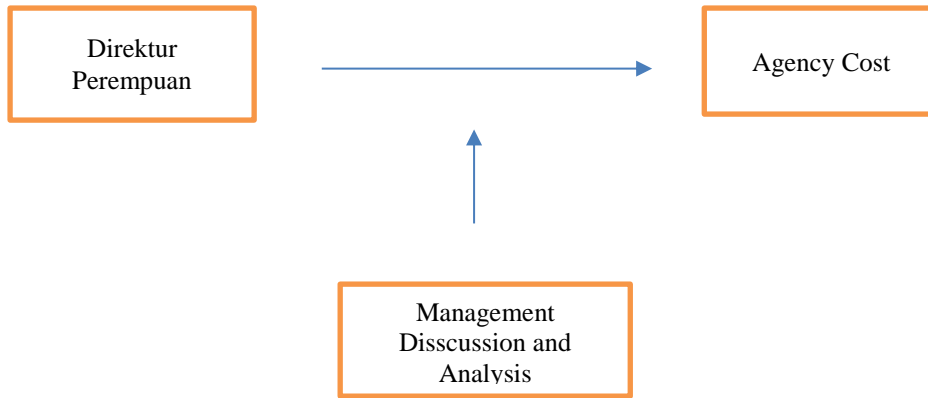 Direktur
Perempuan
Agency Cost
Management
Disscussion and
Analysis